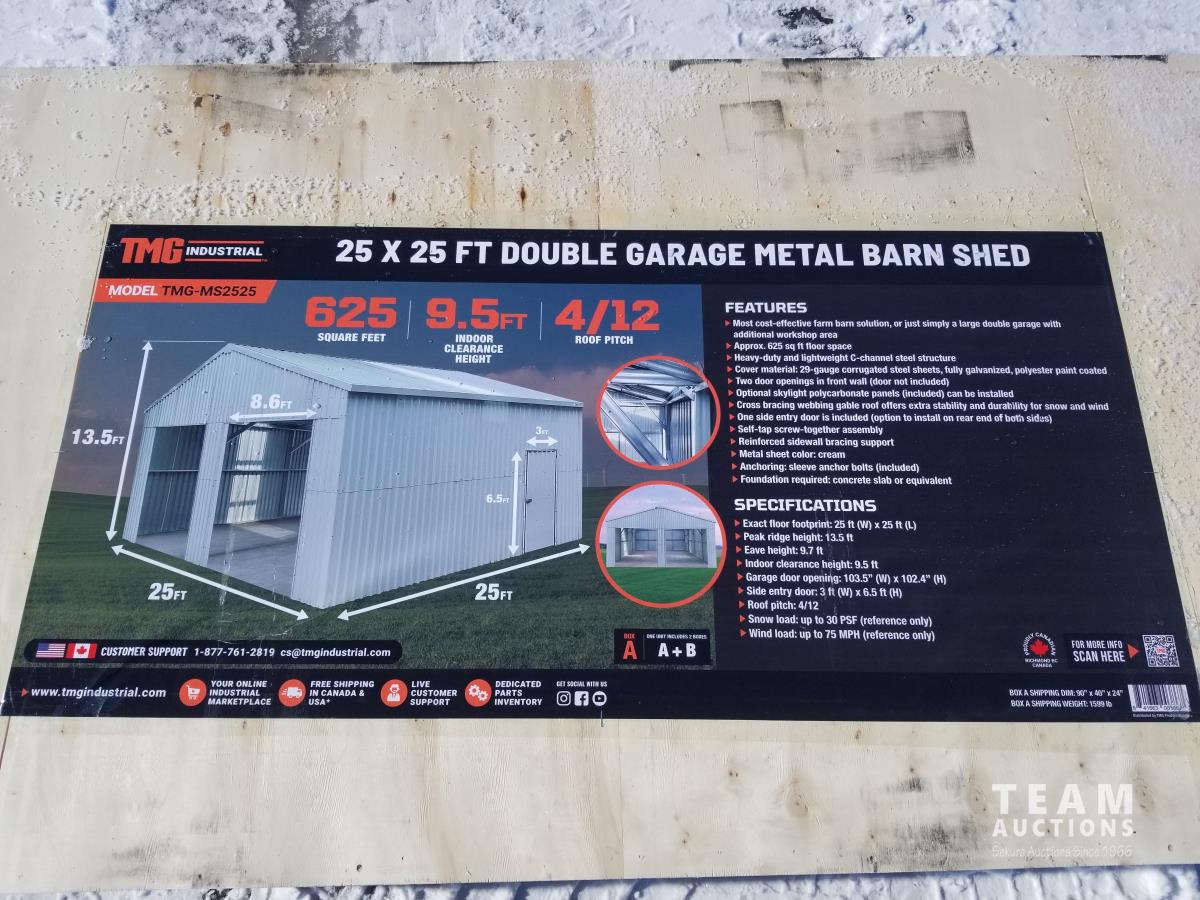 TMG INDUSTRIAL
25 X 25 FT DOUBLE GARAGE METAL BARN SHED
MODEL TMG-MS2525
625
SQUARE FEET
9.5FT
INDOOR
CLEARANCE
HEIGHT
4/12
ROOF PITCH
13.5FT
8.6FT
3FT
6.5FT
25FT
25FT
FEATURES
Most cost-effective farm barn solution, or just simply a large double garage with
additional workshop area
Approx. 625 sq ft floor space
Heavy-duty and lightweight C-channel steel structure
Cover material: 29-gauge corrugated steel sheets, fully galvanized, polyester paint coated
Two door openings in front wall (door not included)
Optional skylight polycarbonate panels (included) can be installed
Cross bracing webbing gable roof offers extra stability and durability for snow and wind
One side entry door is included (option to install on rear end of both sides)
Self-tap screw-together assembly
Reinforced sidewall bracing support
Metal sheet color: cream
Anchoring: sleeve anchor bolts (included)
Foundation required: concrete slab or equivalent
SPECIFICATIONS
Exact floor footprint: 25 ft (W) x 25 ft (L)
Peak ridge height: 13.5 ft
Eave height: 9.7 ft
Indoor clearance height: 9.5 ft
Garage door opening: 103.5" (W) x 102.4" (H)
Side entry door: 3 ft (W) x 6.5 ft (H)
Roof pitch: 4/12
Snow load: up to 30 PSF (reference only)
Wind load: up to 75 MPH (reference only)
CUSTOMER SUPPORT 1-877-761-2819 cs@tmgindustrial.com
BOX
A
ONE UNIT INCLUDES 2 BOXES
A + B
PROUDLY CANADIAN
RICHMOND BC
CANADA
FOR MORE INFO
SCAN HERE
www.tmgindustrial.com
YOUR ONLINE
INDUSTRIAL
MARKETPLACE
FREE SHIPPING
IN CANADA &
USA*
LIVE
CUSTOMER
SUPPORT
DEDICATED
PARTS
INVENTORY
GET SOCIAL WITH US
BOX A SHIPPING DIM: 90" x 40" x 24"
BOX A SHIPPING WEIGHT: 1599 lb
TEAM
AUCTIONS
Sekura Auctions Since 1966